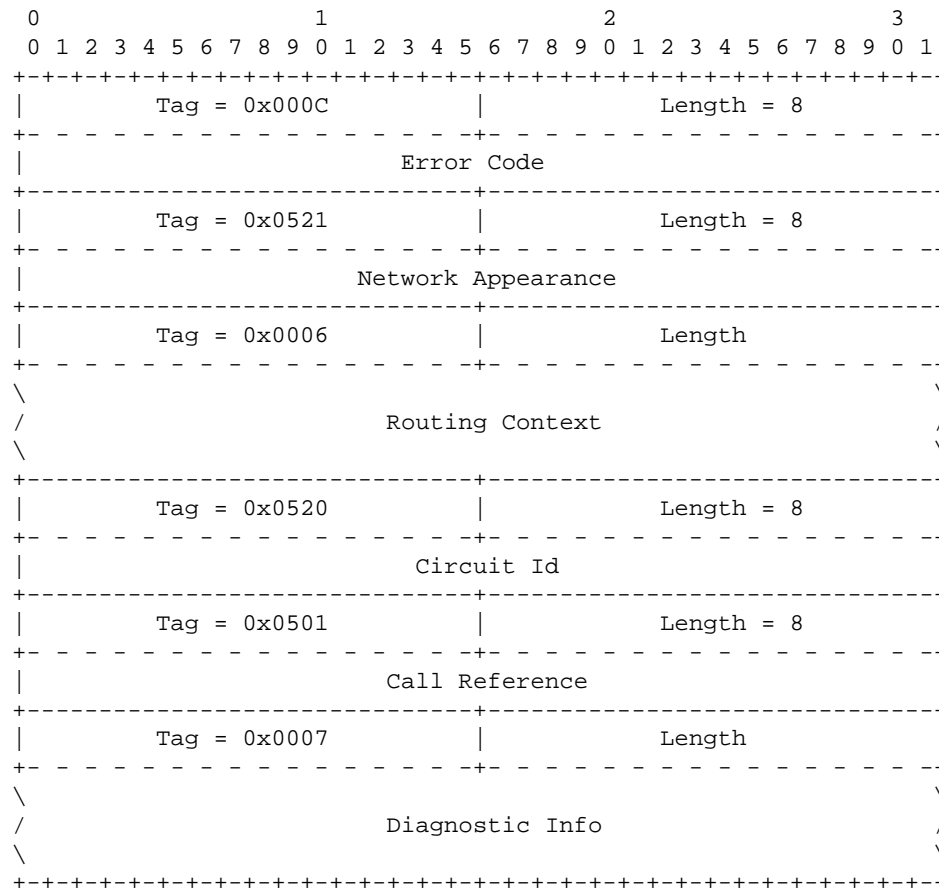 0                   1                   2                   3
0 1 2 3 4 5 6 7 8 9 0 1 2 3 4 5 6 7 8 9 0 1 2 3 4 5 6 7 8 9 0 1
+-+-+-+-+-+-+-+-+-+-+-+-+-+-+-+-+-+-+-+-+-+-+-+-+-+-+-+-+-+-+-+--
|         Tag = 0x000C          |            Length = 8
+- - - - - - - - - - - - - - - -+- - - - - - - - - - - - - - - --
|                          Error Code
+-------------------------------+--------------------------------
|         Tag = 0x0521          |            Length = 8
+- - - - - - - - - - - - - - - -+- - - - - - - - - - - - - - - --
|                       Network Appearance
+-------------------------------+--------------------------------
|         Tag = 0x0006          |            Length
+- - - - - - - - - - - - - - - -+- - - - - - - - - - - - - - - --
\                                                               \
/                         Routing Context                       /
\                                                               \
+-------------------------------+--------------------------------
|         Tag = 0x0520          |            Length = 8
+- - - - - - - - - - - - - - - -+- - - - - - - - - - - - - - - --
|                           Circuit Id
+-------------------------------+--------------------------------
|         Tag = 0x0501          |            Length = 8
+- - - - - - - - - - - - - - - -+- - - - - - - - - - - - - - - --
|                         Call Reference
+-------------------------------+--------------------------------
|         Tag = 0x0007          |            Length
+- - - - - - - - - - - - - - - -+- - - - - - - - - - - - - - - --
\                                                               \
/                         Diagnostic Info                       /
\                                                               \
+-+-+-+-+-+-+-+-+-+-+-+-+-+-+-+-+-+-+-+-+-+-+-+-+-+-+-+-+-+-+-+--